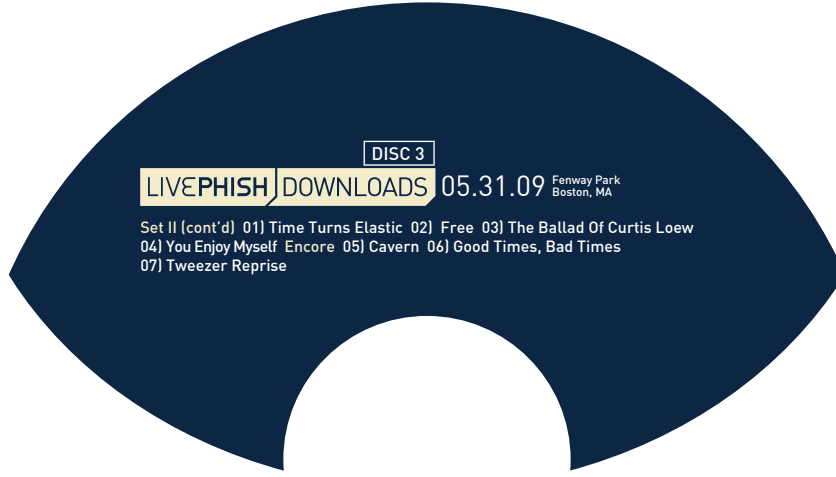 DISC 3
LIVEPHISH DOWNLOADS 05.31.09 Fenway Park
Boston, MA
Set II (cont'd) 01) Time Turns Elastic 02) Free 03) The Ballad Of Curtis Loew
04) You Enjoy Myself Encore 05) Cavern 06) Good Times, Bad Times
07) Tweezer Reprise